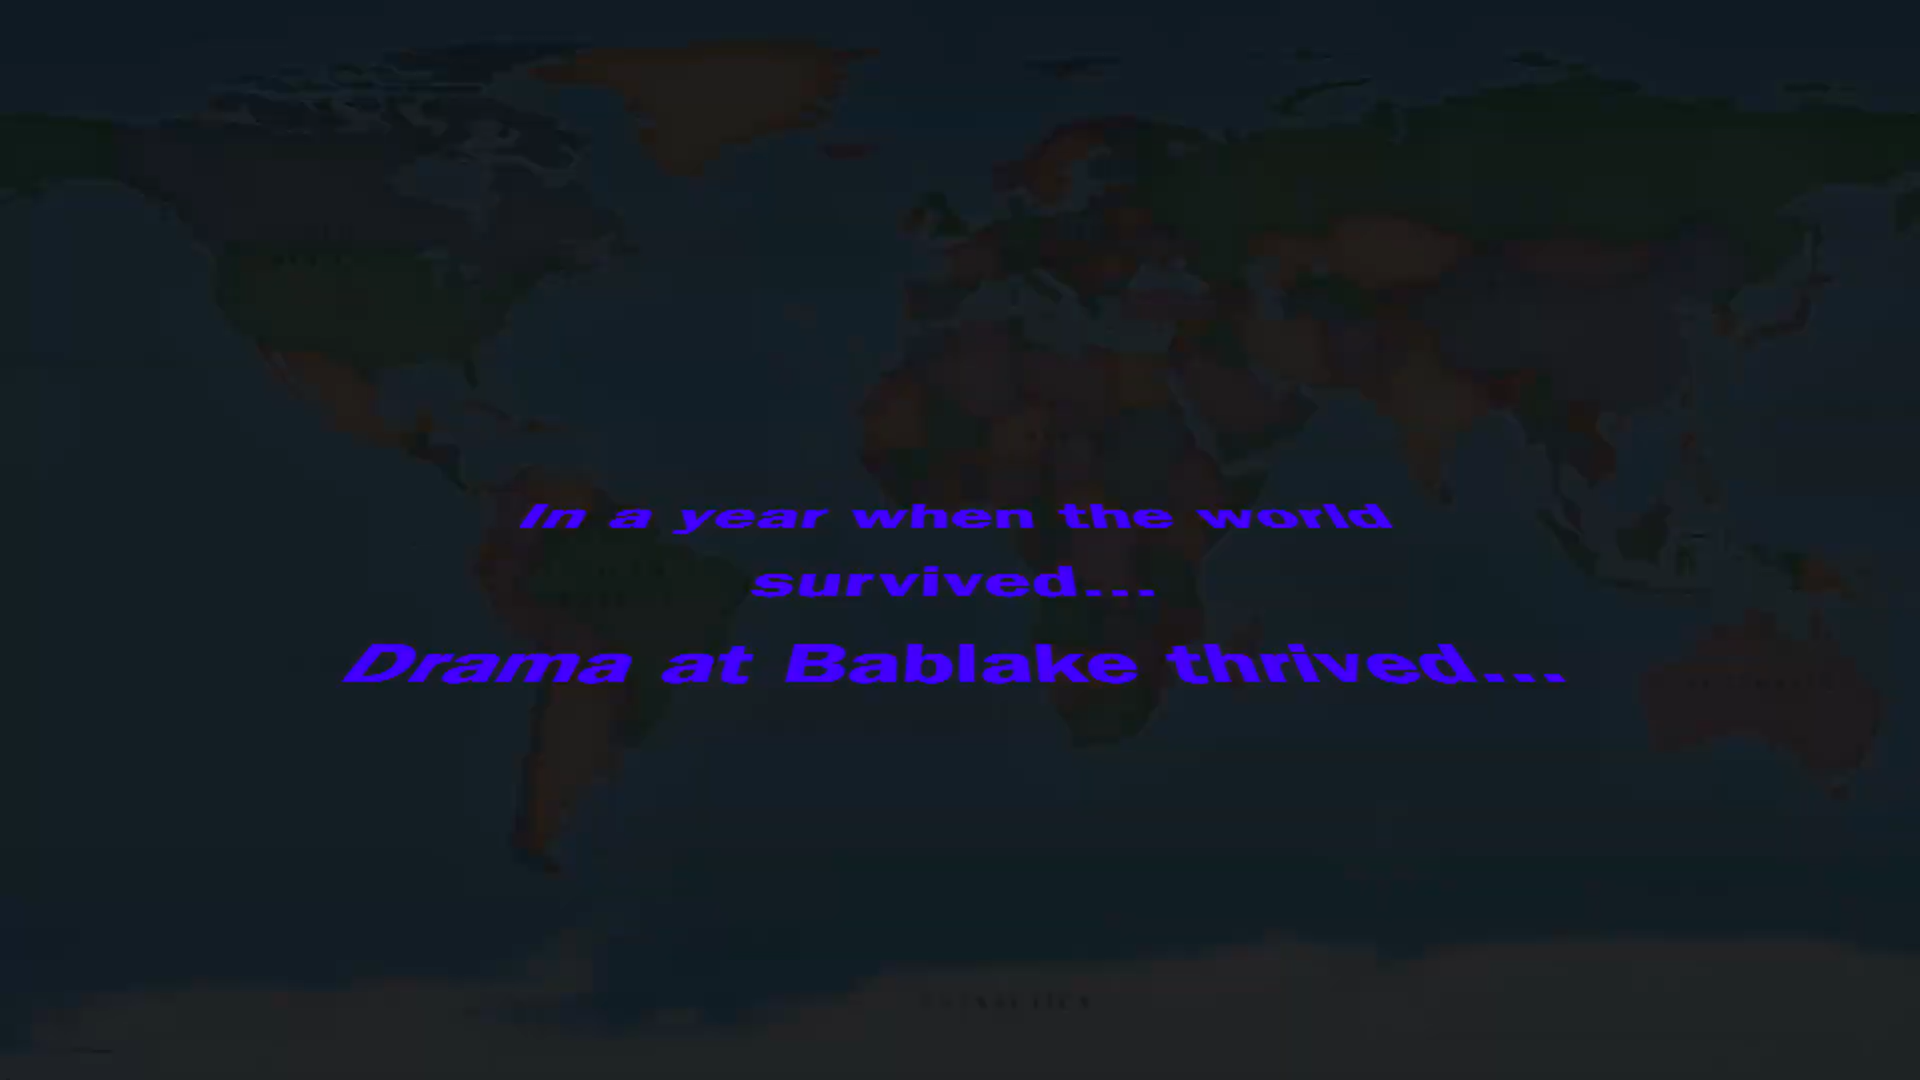 In a year when the world
survived...
Drama at Bablake thrived...